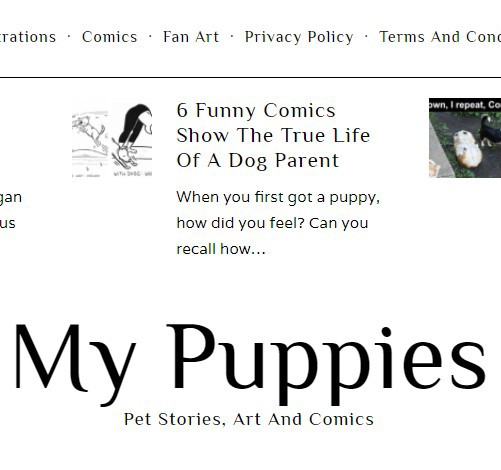 trations · Comics · Fan Art · Privacy Policy · Terms And Cond
own, I repeat, Co
6 Funny Comics
Show The True Life
Of A Dog Parent
gan
When you first got a puppy,
us
how did you feel? Can you
recall how...
My Puppies
Pet Stories, Art And Comics